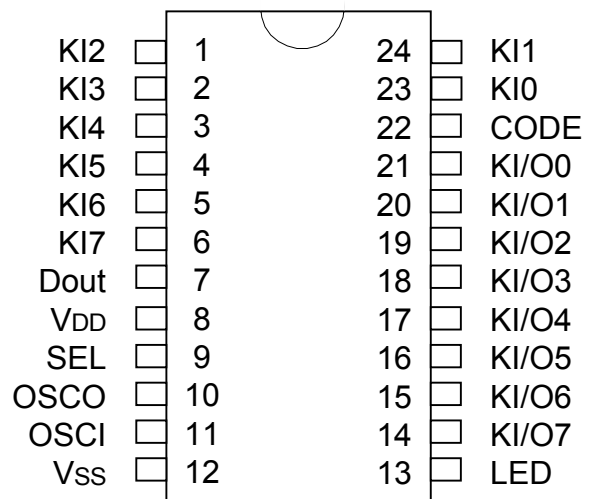 KI2 1 24 KI1
KI3 2 23 KI0
KI4 3 22 CODE
KI5 4 21 KI/O0
KI6 5 20 KI/O1
KI7 6 19 KI/O2
Dout 7 18 KI/O3
VDD 8 17 KI/O4
SEL 9 16 KI/O5
OSCO 10 15 KI/O6
OSCI 11 14 KI/O7
Vss 12 13 LED